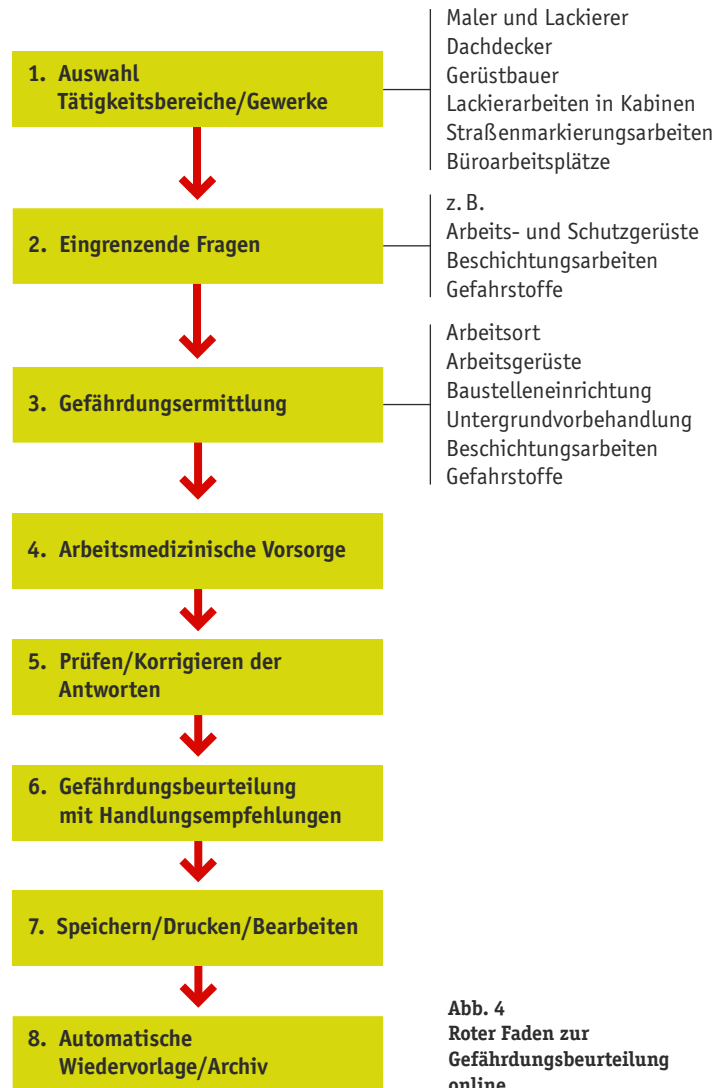 1. Auswahl
Tätigkeitsbereiche/Gewerke
Maler und Lackierer
Dachdecker
Gerüstbauer
Lackierarbeiten in Kabinen
Straßenmarkierungsarbeiten
Büroarbeitsplätze
2. Eingrenzende Fragen
z. B.
Arbeits- und Schutzgerüste
Beschichtungsarbeiten
Gefahrstoffe
3. Gefährdungsermittlung
Arbeitsort
Arbeitsgerüste
Baustelleneinrichtung
Untergrundvorbehandlung
Beschichtungsarbeiten
Gefahrstoffe
4. Arbeitsmedizinische Vorsorge
5. Prüfen/Korrigieren der
Antworten
6. Gefährdungsbeurteilung
mit Handlungsempfehlungen
7. Speichern/Drucken/Bearbeiten
8. Automatische
Wiedervorlage/Archiv
Abb. 4
Roter Faden zur
Gefährdungsbeurteilung
online